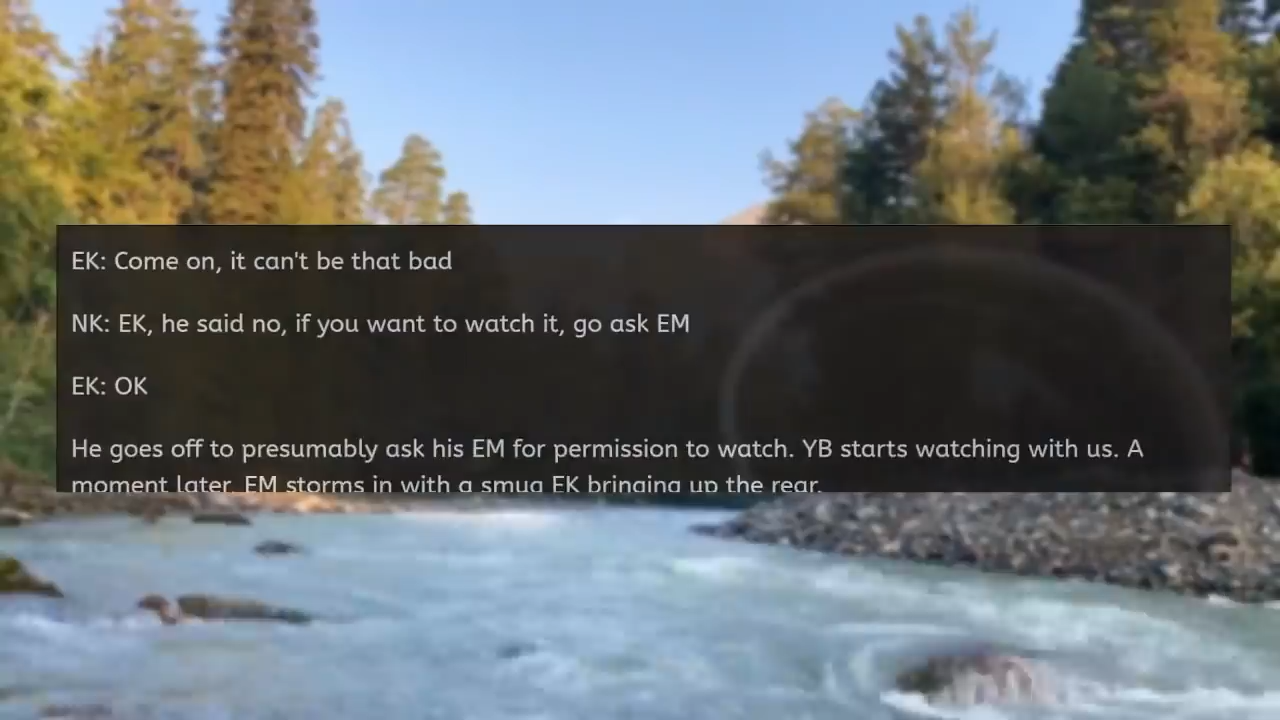 EK: Come on, it can't be that bad
NK: EK, he said no, if you want to watch it, go ask EM
EK: OK
He goes off to presumably ask his EM for permission to watch. YB starts watching with us. A
moment later, EM storms in with a smug EK bringing up the rear.